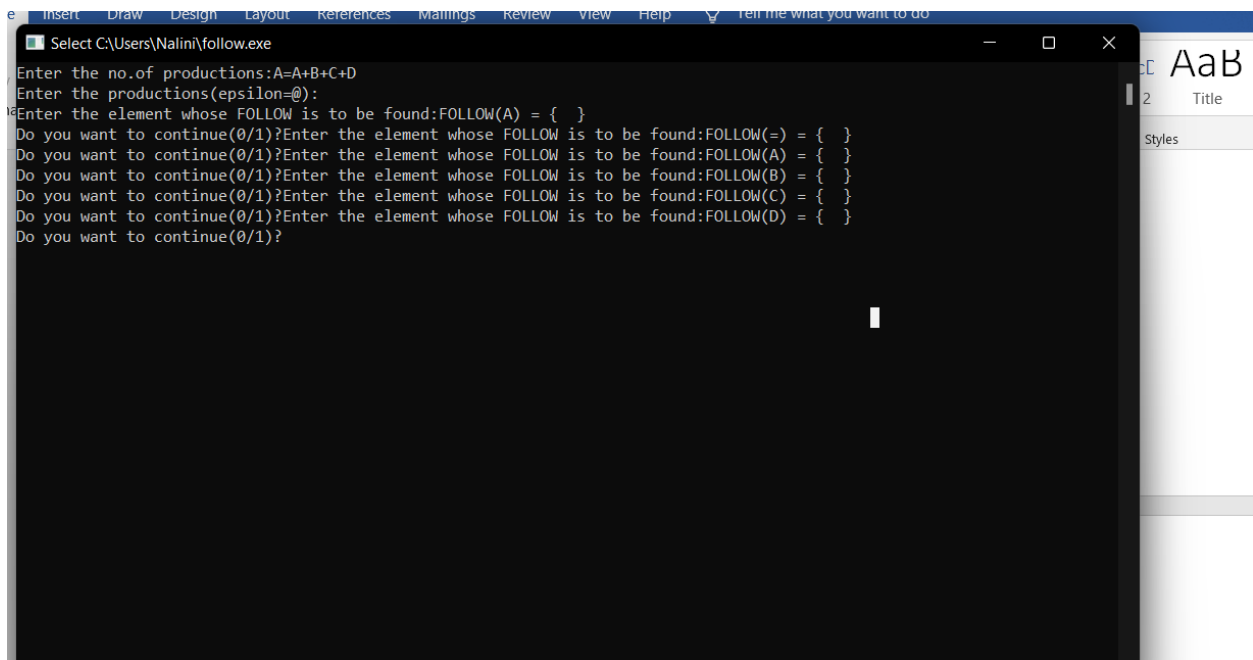 Insert Draw Design Layout References Mailings Review View Help Tell me what you want to do
Select C:\Users\Nalini\follow.exe
Enter the no.of productions:A=A+B+C+D
Enter the productions(epsilon=@):
Enter the element whose FOLLOW is to be found:FOLLOW(A) = {  }
Do you want to continue(0/1)?Enter the element whose FOLLOW is to be found:FOLLOW(=) = {  }
Do you want to continue(0/1)?Enter the element whose FOLLOW is to be found:FOLLOW(A) = {  }
Do you want to continue(0/1)?Enter the element whose FOLLOW is to be found:FOLLOW(B) = {  }
Do you want to continue(0/1)?Enter the element whose FOLLOW is to be found:FOLLOW(C) = {  }
Do you want to continue(0/1)?Enter the element whose FOLLOW is to be found:FOLLOW(D) = {  }
Do you want to continue(0/1)?
AaB
2 Title
Styles